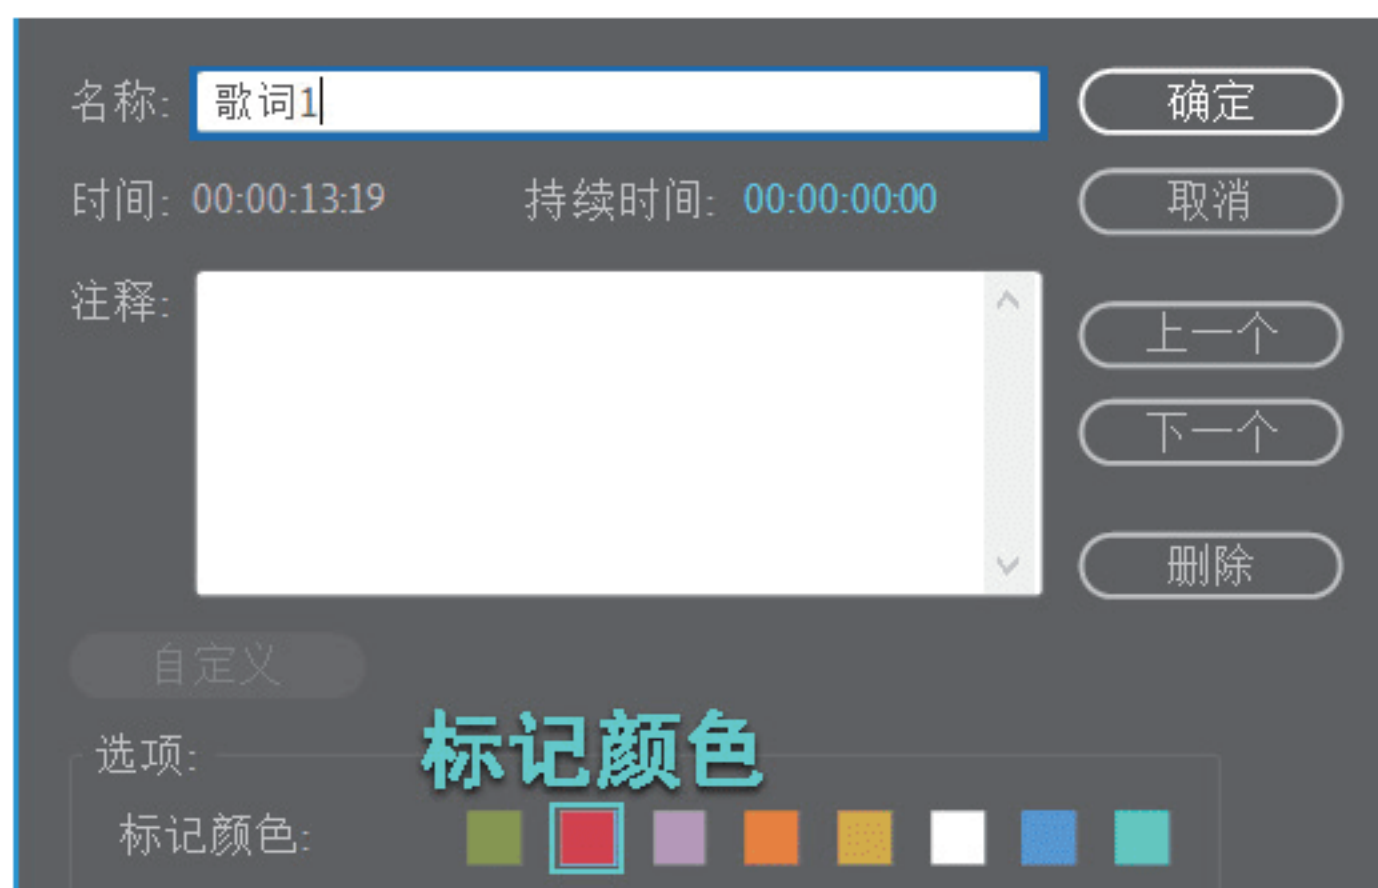 名称: 歌词1 确定
时间: 00:00:13:19 持续时间: 00:00:00:00 取消
注释:
上一个
下一个
删除
自定义
标记颜色
选项:
标记颜色: